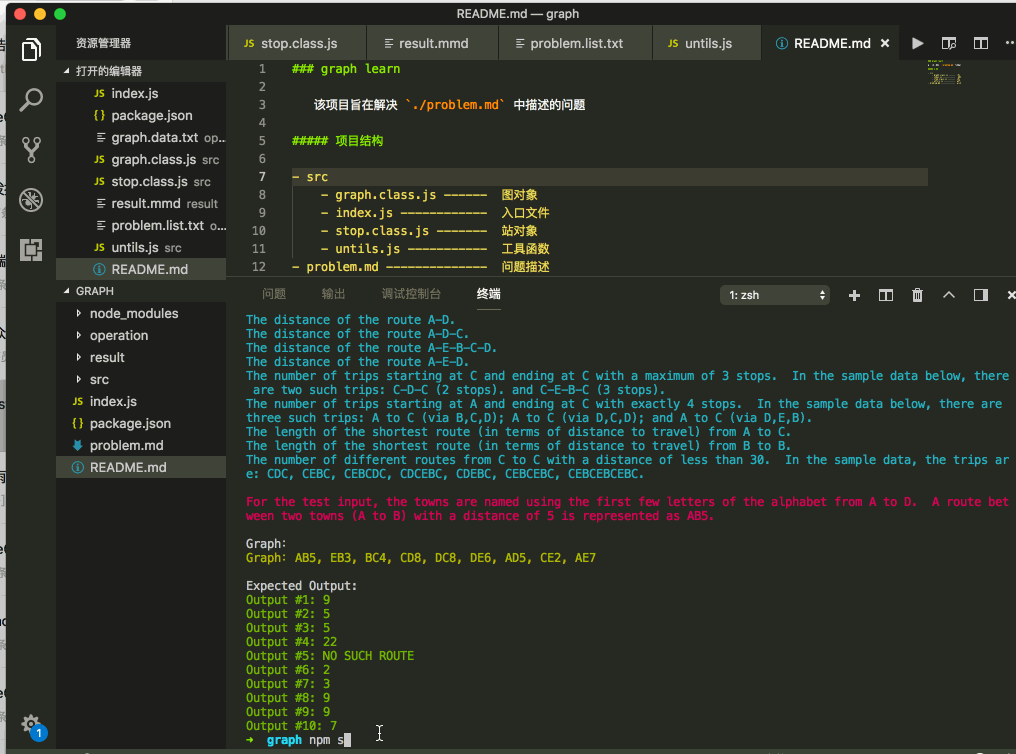 README.md — graph
资源管理器
打开的编辑器
JS index.js
{ } package.json
graph.data.txt op...
JS graph.class.js src
JS stop.class.js src
result.mmd result
problem.list.txt o...
JS untils.js src
README.md
GRAPH
node_modules
operation
result
src
JS index.js
{ } package.json
problem.md
README.md
1
JS stop.class.js
result.mmd
problem.list.txt
JS untils.js
README.md ×
1 ### graph learn
2
3 该项目旨在解决 `./problem.md` 中描述的问题
4
5 ##### 项目结构
6
7 - src
8 - graph.class.js ------ 图对象
9 - index.js ------------ 入口文件
10 - stop.class.js ------- 站对象
11 - untils.js ----------- 工具函数
12 - problem.md -------------- 问题描述
问题 输出 调试控制台 终端
1: zsh
The distance of the route A-D.
The distance of the route A-D-C.
The distance of the route A-E-B-C-D.
The distance of the route A-E-D.
The number of trips starting at C and ending at C with a maximum of 3 stops.  In the sample data below, there
are two such trips: C-D-C (2 stops). and C-E-B-C (3 stops).
The number of trips starting at A and ending at C with exactly 4 stops.  In the sample data below, there are
three such trips: A to C (via B,C,D); A to C (via D,C,D); and A to C (via D,E,B).
The length of the shortest route (in terms of distance to travel) from A to C.
The length of the shortest route (in terms of distance to travel) from B to B.
The number of different routes from C to C with a distance of less than 30.  In the sample data, the trips ar
e: CDC, CEBC, CEBCDC, CDCEBC, CDEBC, CEBCEBC, CEBCEBCEBC.
For the test input, the towns are named using the first few letters of the alphabet from A to D.  A route bet
ween two towns (A to B) with a distance of 5 is represented as AB5.
Graph:
Graph: AB5, EB3, BC4, CD8, DC8, DE6, AD5, CE2, AE7
Expected Output:
Output #1: 9
Output #2: 5
Output #3: 5
Output #4: 22
Output #5: NO SUCH ROUTE
Output #6: 2
Output #7: 3
Output #8: 9
Output #9: 9
Output #10: 7
➜ graph npm s